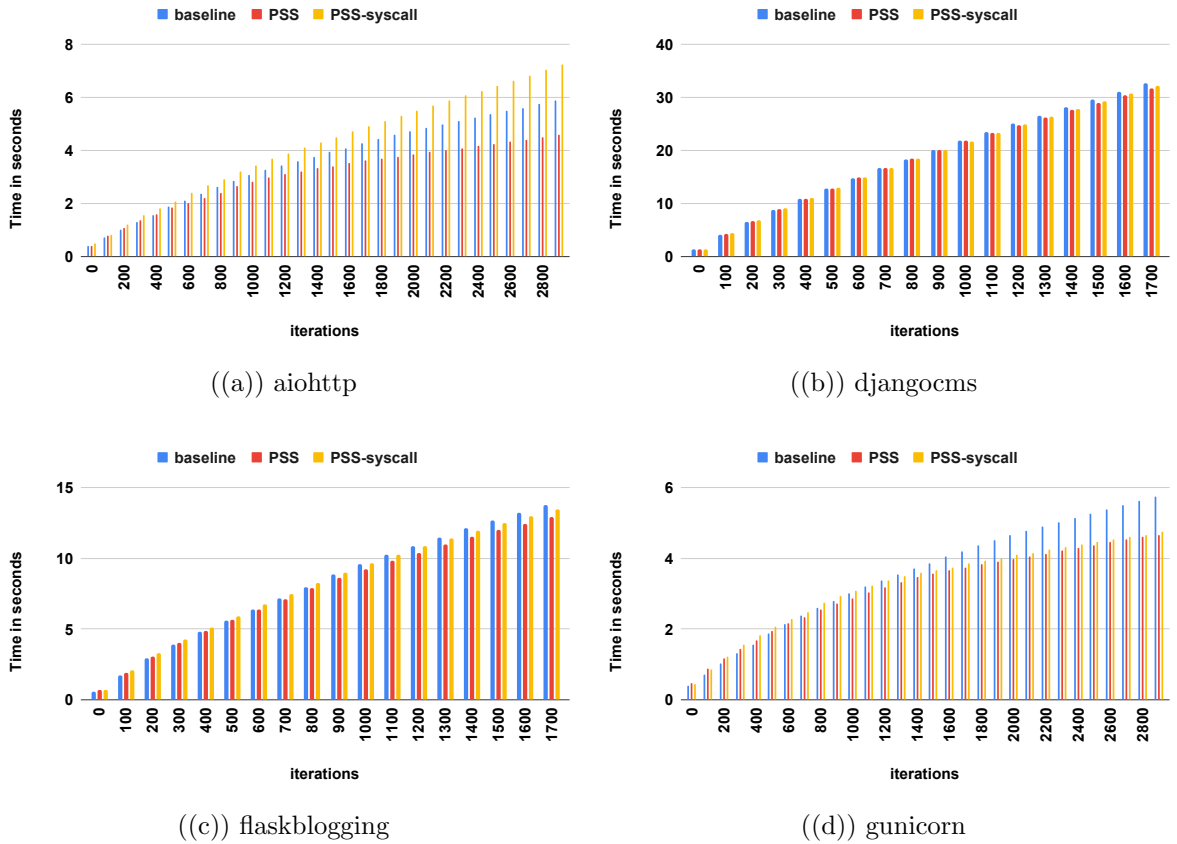 baseline PSS PSS-syscall
8
6
4
2
0
Time in seconds
0 200 400 600 800 1000 1200 1400 1600 1800 2000 2200 2400 2600 2800
iterations
((a)) aiohttp
baseline PSS PSS-syscall
40
30
20
10
0
Time in seconds
0 100 200 300 400 500 600 700 800 900 1000 1100 1200 1300 1400 1500 1600 1700
iterations
((b)) djangocms
baseline PSS PSS-syscall
15
10
5
0
Time in seconds
0 100 200 300 400 500 600 700 800 900 1000 1100 1200 1300 1400 1500 1600 1700
iterations
((c)) flaskblogging
baseline PSS PSS-syscall
6
4
2
0
Time in seconds
0 200 400 600 800 1000 1200 1400 1600 1800 2000 2200 2400 2600 2800
iterations
((d)) gunicorn